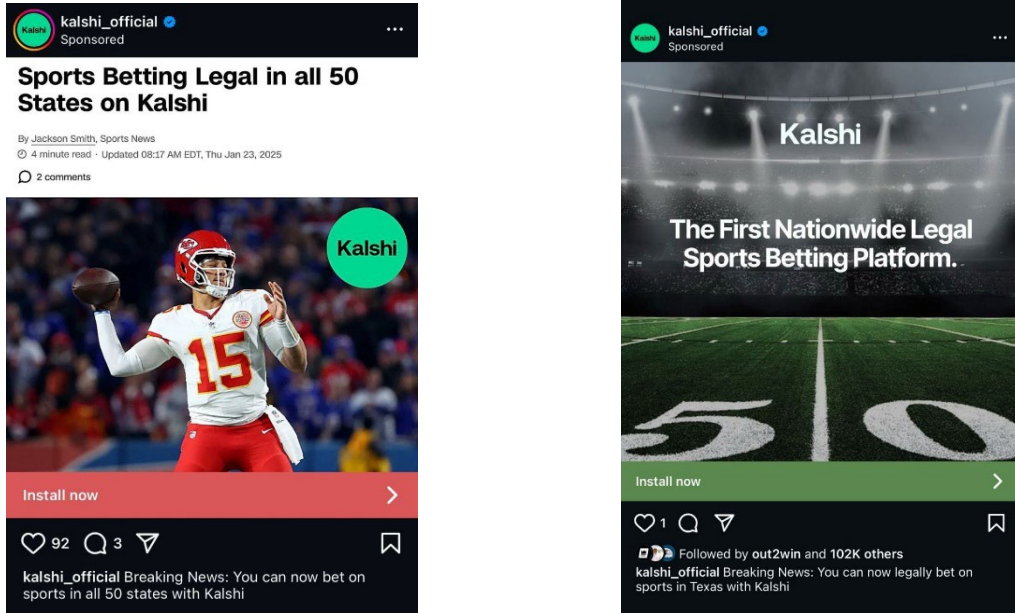 Kalshi
kalshi_official
Sponsored
Sports Betting Legal in all 50
States on Kalshi
By Jackson Smith, Sports News
4 minute read · Updated 08:17 AM EDT, Thu Jan 23, 2025
2 comments
Kalshi
15
Install now
92
3
kalshi_official Breaking News: You can now bet on
sports in all 50 states with Kalshi
Kalshi
kalshi_official
Sponsored
Kalshi
The First Nationwide Legal
Sports Betting Platform.
50
Install now
1
Followed by out2win and 102K others
kalshi_official Breaking News: You can now legally bet on
sports in Texas with Kalshi